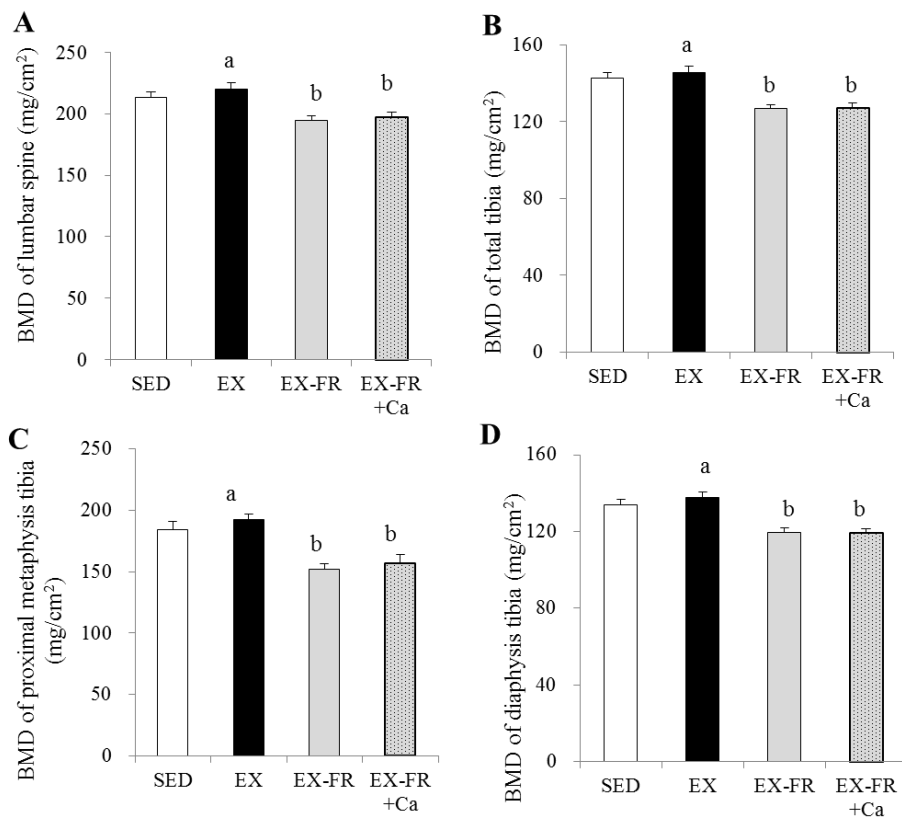 A
BMD of lumbar spine (mg/cm²)
250
200
150
100
50
0
a
b
b
SED
EX
EX-FR
EX-FR
+Ca
B
BMD of total tibia (mg/cm²)
160
120
80
40
0
a
b
b
SED
EX
EX-FR
EX-FR
+Ca
C
BMD of proximal metaphysis tibia
(mg/cm²)
250
200
150
100
50
0
a
b
b
SED
EX
EX-FR
EX-FR
+Ca
D
BMD of diaphysis tibia (mg/cm²)
160
120
80
40
0
a
b
b
SED
EX
EX-FR
EX-FR
+Ca